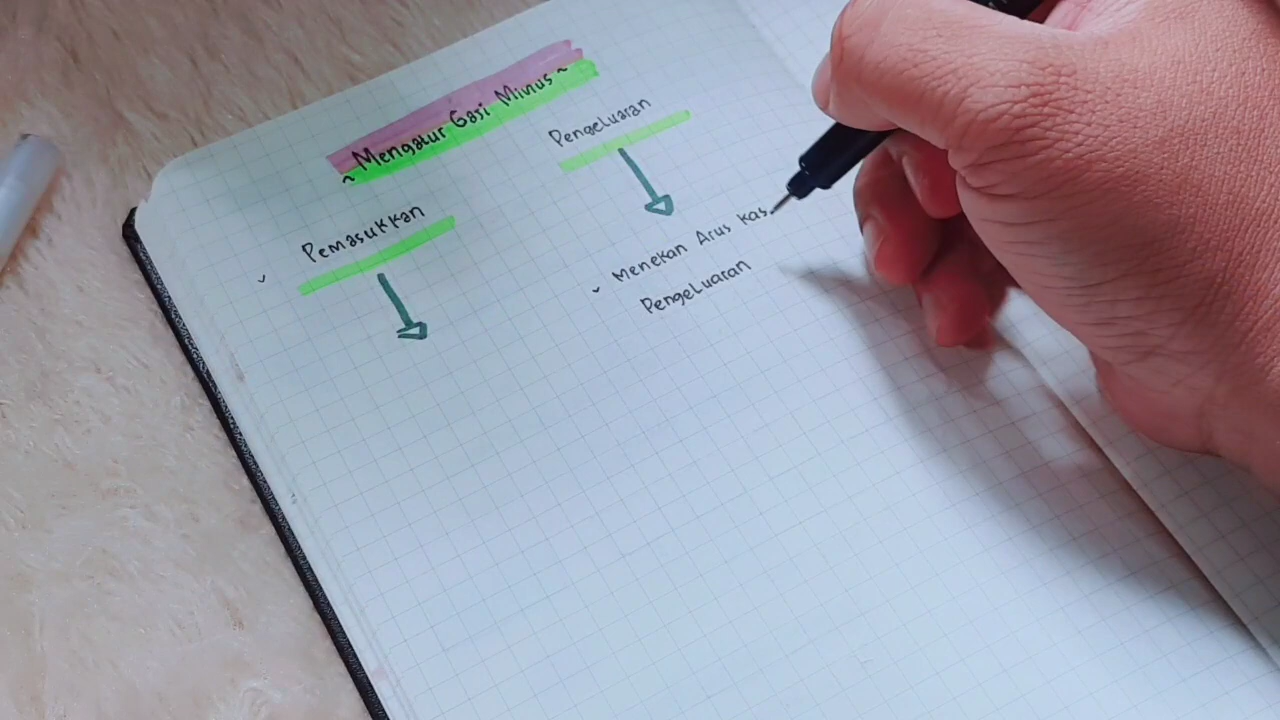 ~ Mengatur Gaji Minus ~
Pemasukkan
Pengeluaran
Menekan Arus kas
Pengeluaran